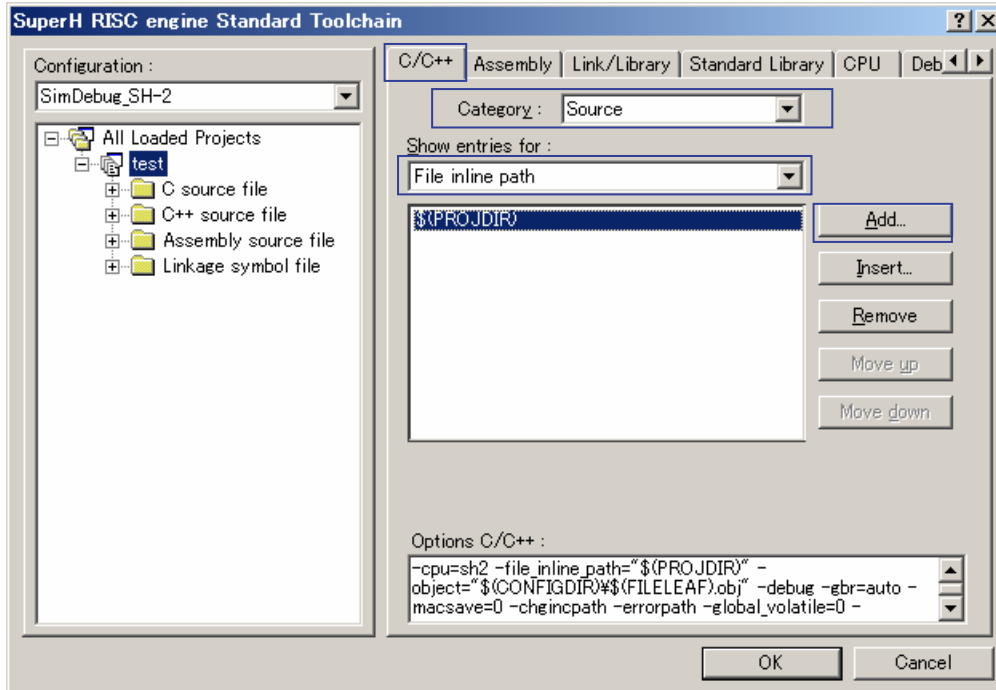 SuperH RISC engine Standard Toolchain
Configuration :
SimDebug_SH-2
All Loaded Projects
test
C source file
C++ source file
Assembly source file
Linkage symbol file
C/C++ Assembly Link/Library Standard Library CPU Deb
Category : Source
Show entries for :
File inline path
$(PROJDIR)
Add...
Insert...
Remove
Move up
Move down
Options C/C++ :
-cpu=sh2 -file_inline_path="$(PROJDIR)" -
object="$(CONFIGDIR)¥$(FILELEAF).obj" -debug -gbr=auto -
macsave=0 -chgincpath -errorpath -global_volatile=0 -
OK Cancel